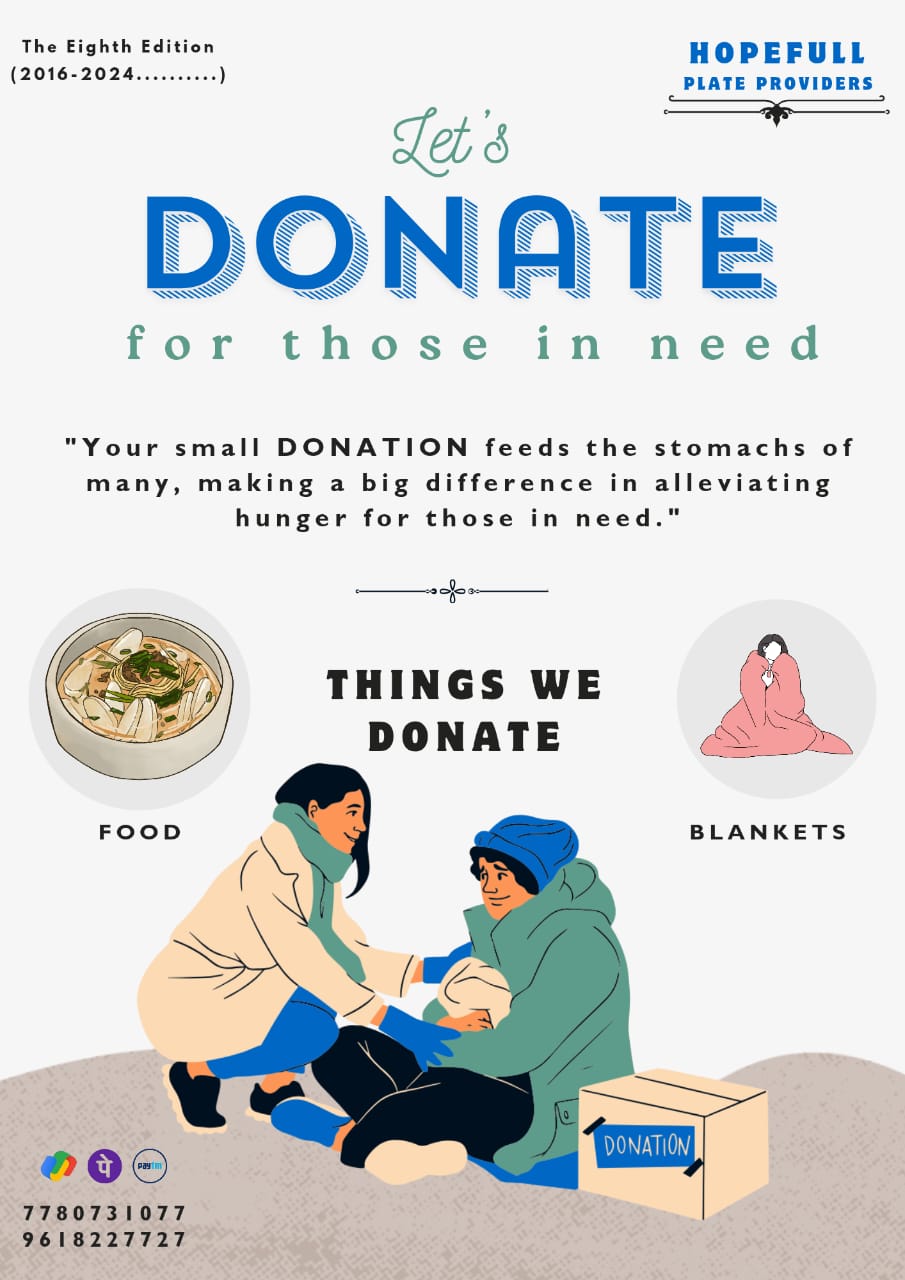 The Eighth Edition
(2016-2024..........)
HOPEFULL
PLATE PROVIDERS
Let's
DONATE
for those in need
"Your small DONATION feeds the stomachs of
many, making a big difference in alleviating
hunger for those in need."
THINGS WE
DONATE
FOOD
BLANKETS
DONATION
पे
paytm
7780731077
9618227727